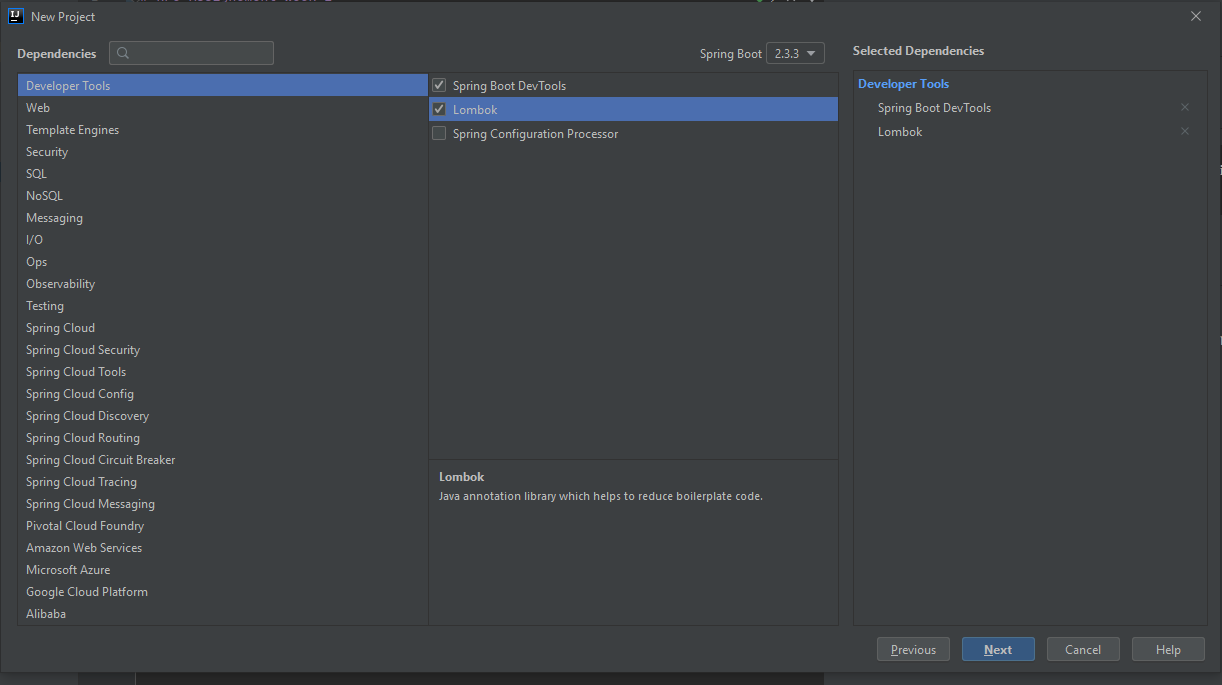 New Project
Dependencies
Spring Boot 2.3.3
Selected Dependencies
Developer Tools
Web
Template Engines
Security
SQL
NoSQL
Messaging
I/O
Ops
Observability
Testing
Spring Cloud
Spring Cloud Security
Spring Cloud Tools
Spring Cloud Config
Spring Cloud Discovery
Spring Cloud Routing
Spring Cloud Circuit Breaker
Spring Cloud Tracing
Spring Cloud Messaging
Pivotal Cloud Foundry
Amazon Web Services
Microsoft Azure
Google Cloud Platform
Alibaba
Spring Boot DevTools
Lombok
Spring Configuration Processor
Lombok
Java annotation library which helps to reduce boilerplate code.
Developer Tools
Spring Boot DevTools
Lombok
Previous
Next
Cancel
Help